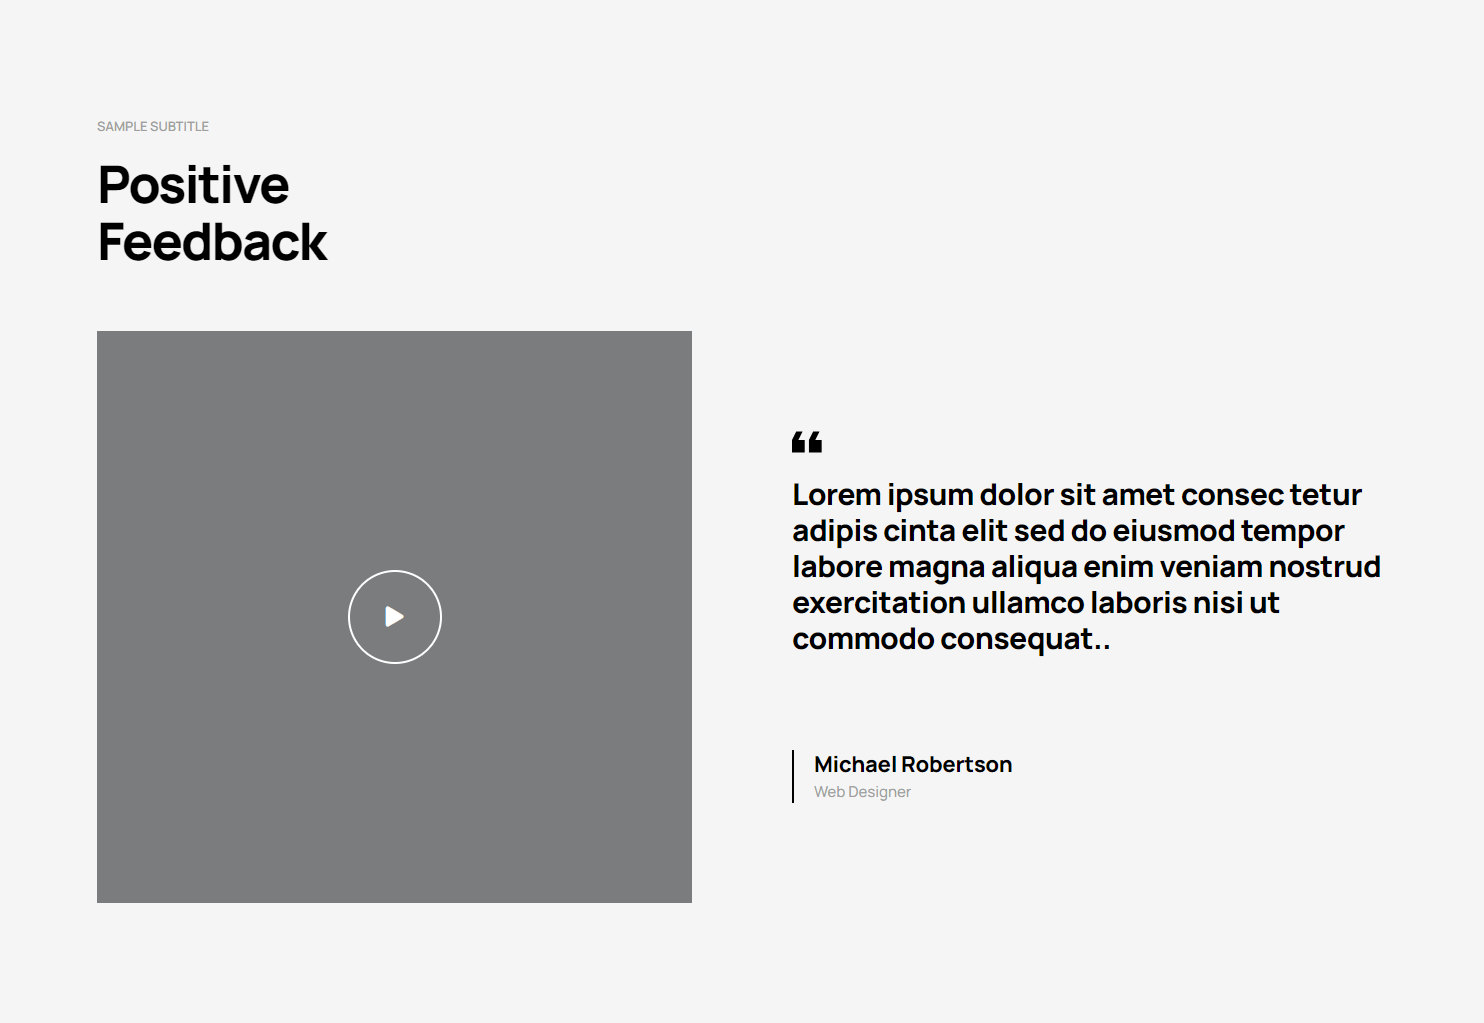 SAMPLE SUBTITLE
Positive
Feedback
“
Lorem ipsum dolor sit amet consec tetur
adipis cinta elit sed do eiusmod tempor
labore magna aliqua enim veniam nostrud
exercitation ullamco laboris nisi ut
commodo consequat..
Michael Robertson
Web Designer